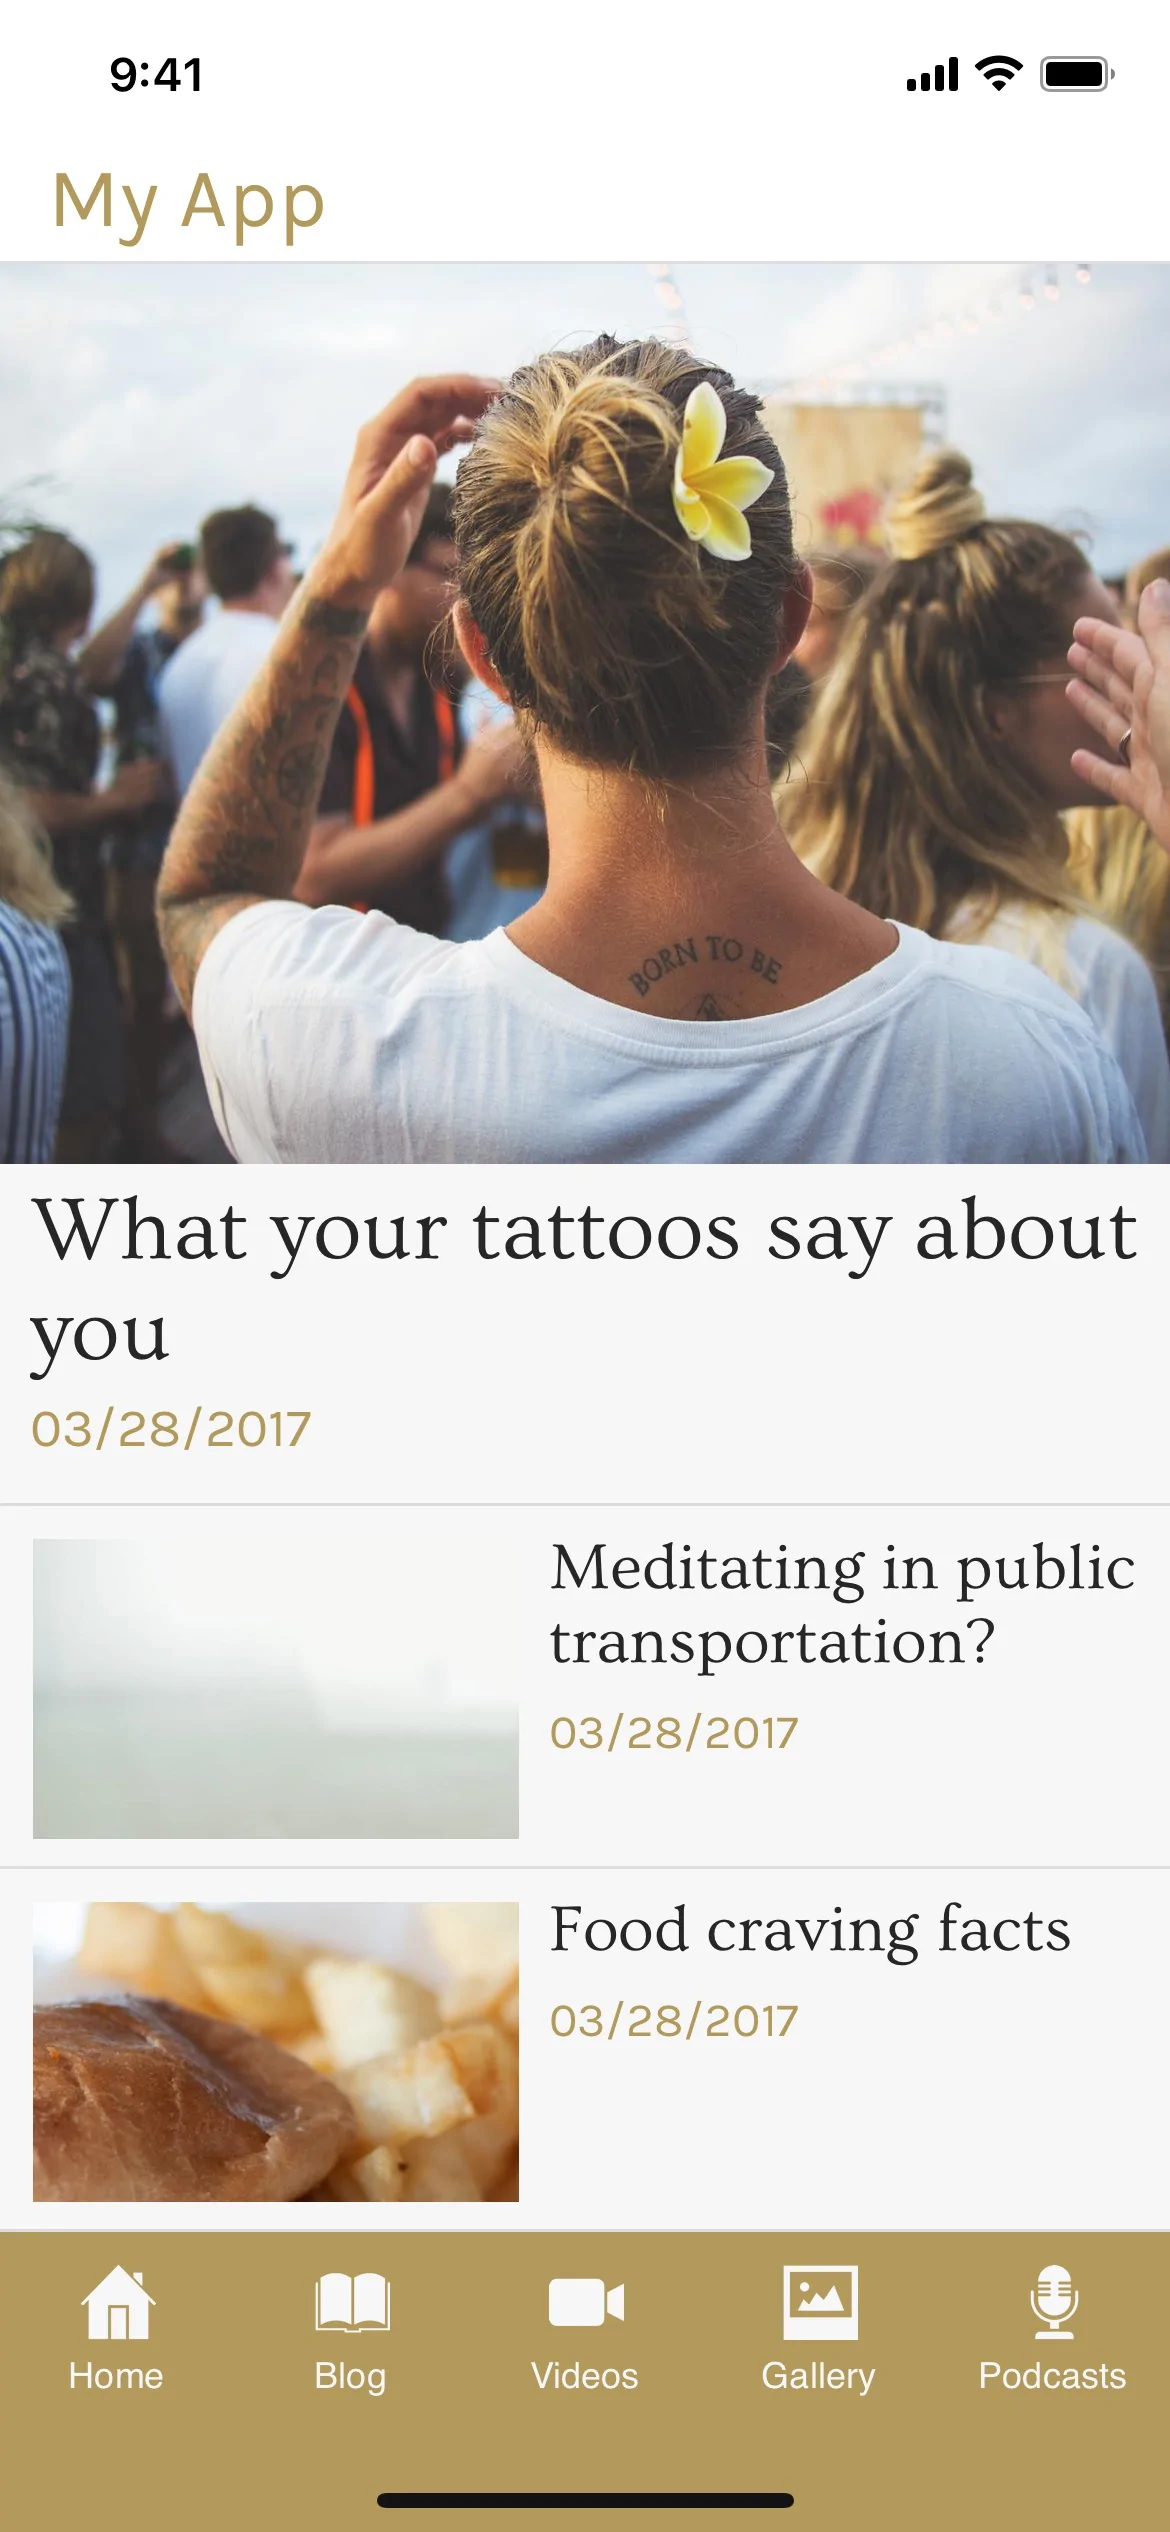 9:41
My App
BORN TO BE
What your tattoos say about
you
03/28/2017
Meditating in public
transportation?
03/28/2017
Food craving facts
03/28/2017
Home
Blog
Videos
Gallery
Podcasts